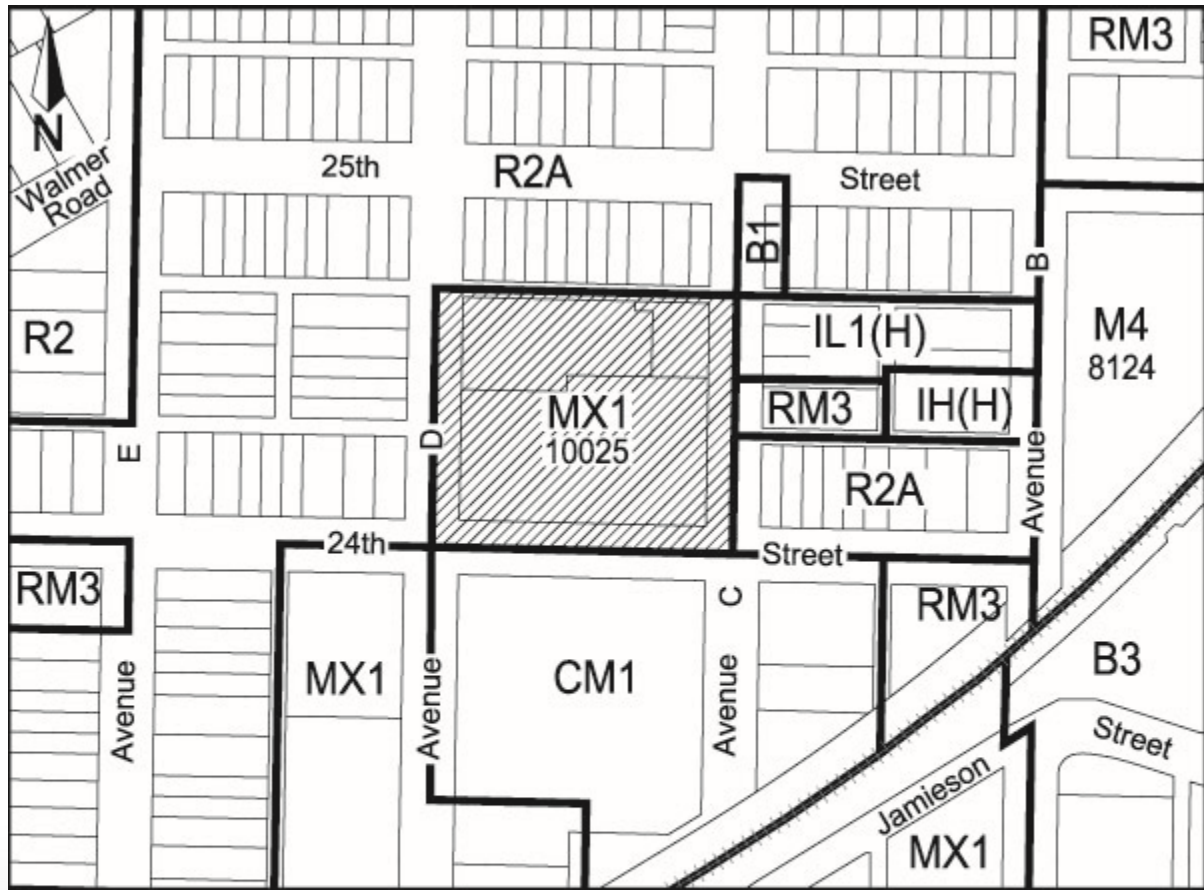 RM3
N
Walmer
Road
25th
R2A
Street
B1
B
R2
IL1(H)
M4
8124
MX1
10025
RM3
IH(H)
E
D
R2A
Avenue
24th
Street
RM3
C
RM3
MX1
CM1
B3
Avenue
Avenue
Avenue
Street
Jamieson
MX1